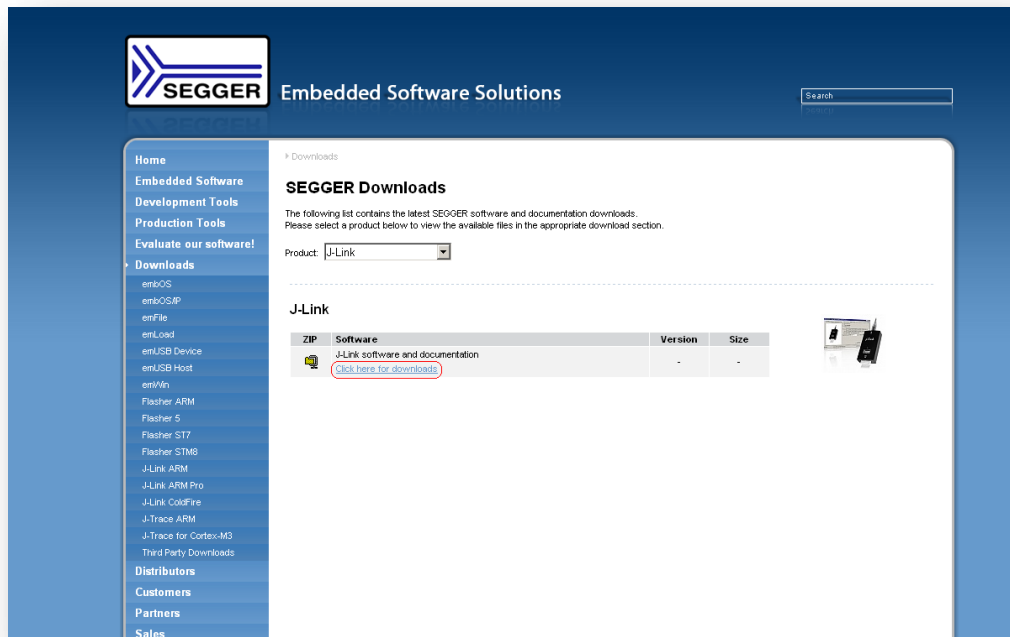 SEGGER
Embedded Software Solutions
Search
Home
Embedded Software
Development Tools
Production Tools
Evaluate our software!
Downloads
embOS
embOS/IP
emFile
emLoad
emUSB Device
emUSB Host
emWin
Flasher ARM
Flasher 5
Flasher ST7
Flasher STM8
J-Link ARM
J-Link ARM Pro
J-Link ColdFire
J-Trace ARM
J-Trace for Cortex-M3
Third Party Downloads
Distributors
Customers
Partners
Sales
Downloads
SEGGER Downloads
The following list contains the latest SEGGER software and documentation downloads.
Please select a product below to view the available files in the appropriate download section.
Product: J-Link
J-Link
ZIP Software Version Size
J-Link software and documentation - -
Click here for downloads